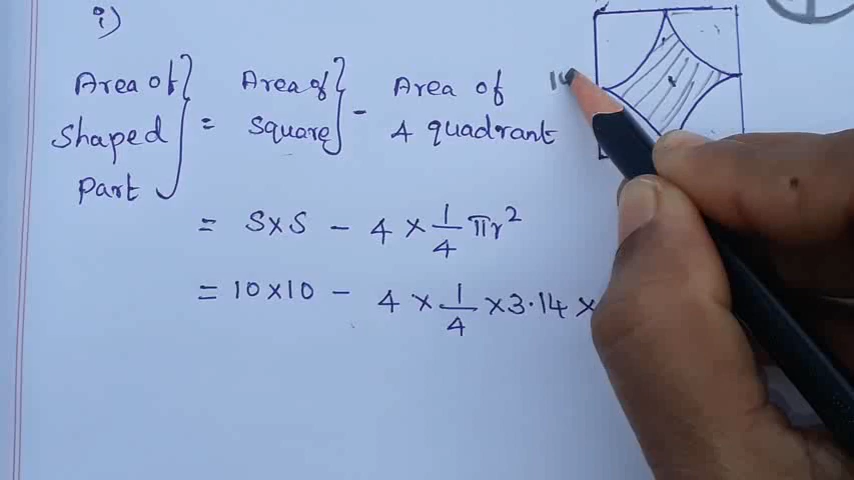 i)
Area of } Area of } Area of 10
Shaped = Square - 4 quadrant
Part
= S×S - 4 × 1/4 πr²
= 10×10 - 4 × 1/4 ×3·14 ×